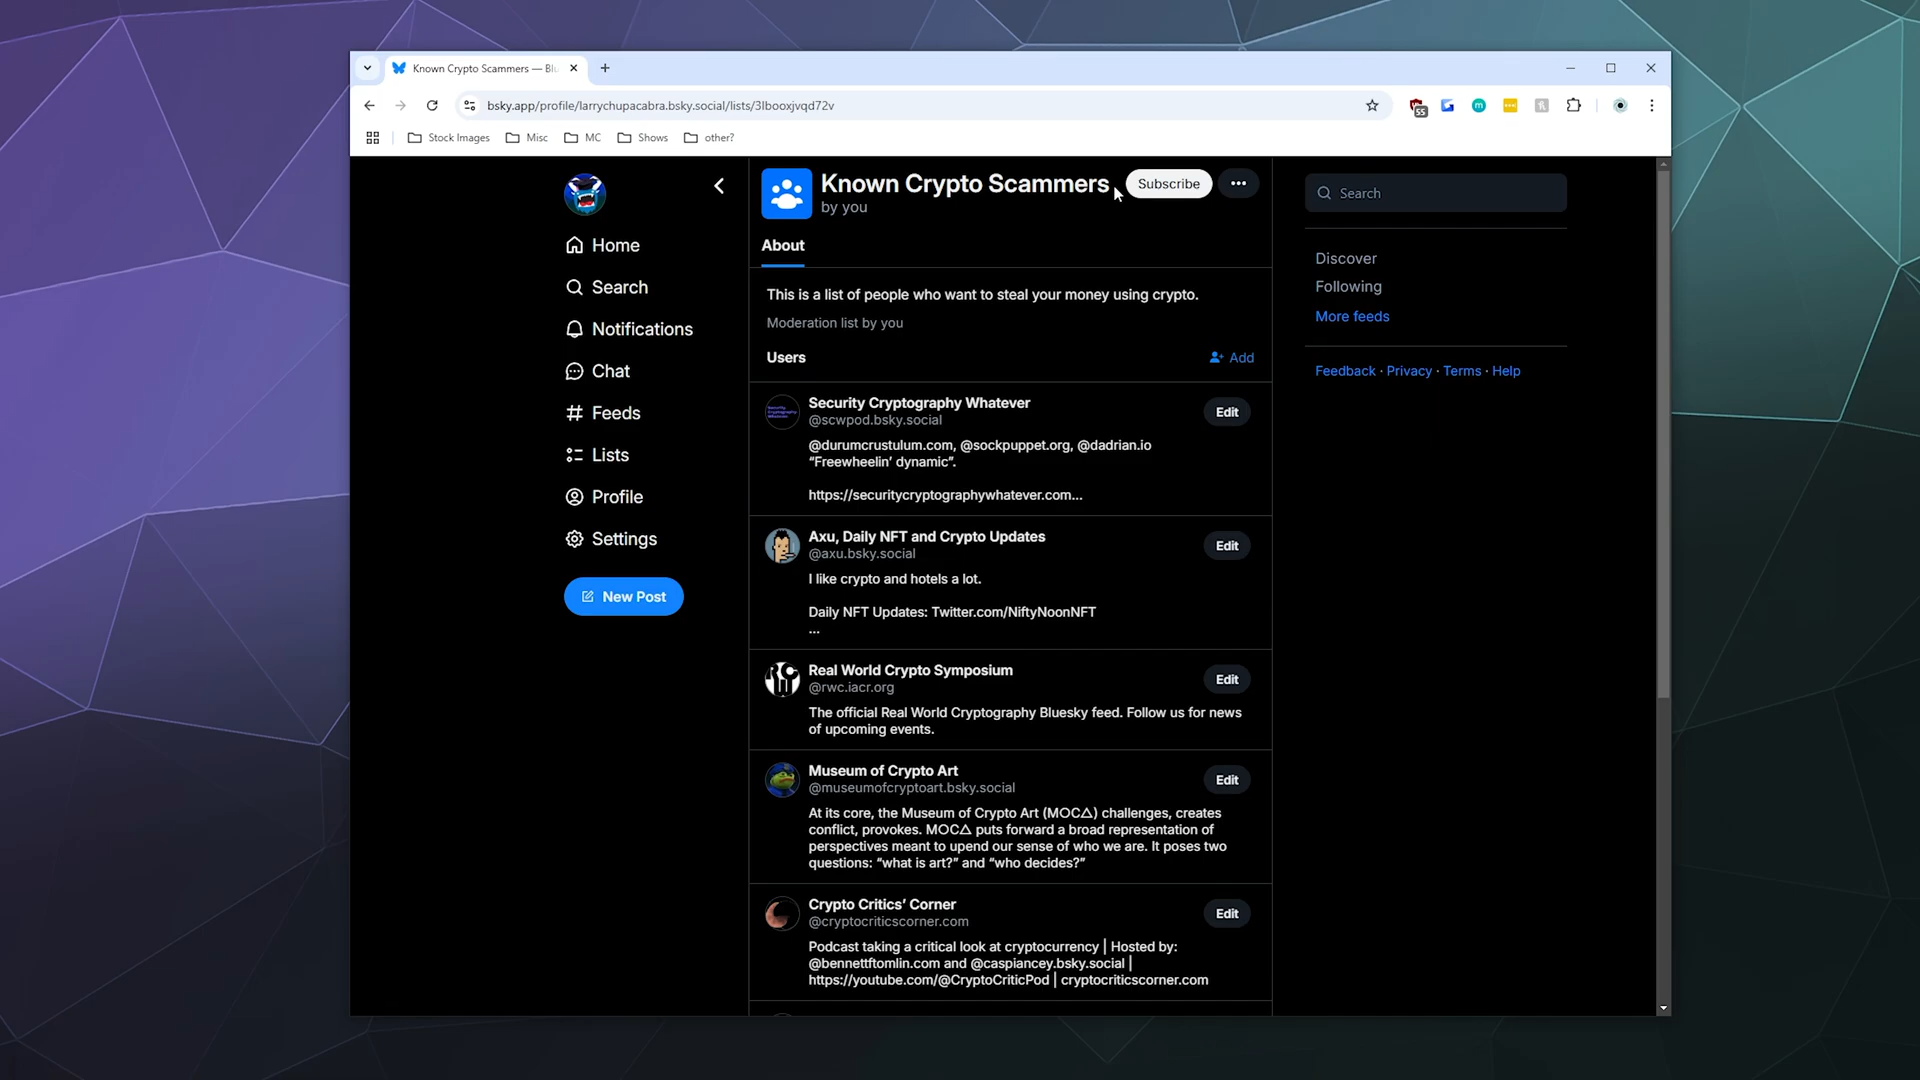 Known Crypto Scammers — Bl
bsky.app/profile/larrychupacabra.bsky.social/lists/3lbooxjvqd72v
55
m
Stock Images
Misc
MC
Shows
other?
Home
Search
Notifications
Chat
Feeds
Lists
Profile
Settings
New Post
Known Crypto Scammers
by you
Subscribe
About
This is a list of people who want to steal your money using crypto.
Moderation list by you
Users
Add
Security Cryptography Whatever
@scwpod.bsky.social
Edit
@durumcrustulum.com, @sockpuppet.org, @dadrian.io
“Freewheelin’ dynamic”.
https://securitycryptographywhatever.com...
Axu, Daily NFT and Crypto Updates
@axu.bsky.social
Edit
I like crypto and hotels a lot.
Daily NFT Updates: Twitter.com/NiftyNoonNFT
...
Real World Crypto Symposium
@rwc.iacr.org
Edit
The official Real World Cryptography Bluesky feed. Follow us for news
of upcoming events.
Museum of Crypto Art
@museumofcryptoart.bsky.social
Edit
At its core, the Museum of Crypto Art (MOC△) challenges, creates
conflict, provokes. MOC△ puts forward a broad representation of
perspectives meant to upend our sense of who we are. It poses two
questions: “what is art?” and “who decides?”
Crypto Critics’ Corner
@cryptocriticscorner.com
Edit
Podcast taking a critical look at cryptocurrency | Hosted by:
@bennettftomlin.com and @caspiancey.bsky.social |
https://youtube.com/@CryptoCriticPod | cryptocriticscorner.com
Search
Discover
Following
More feeds
Feedback · Privacy · Terms · Help